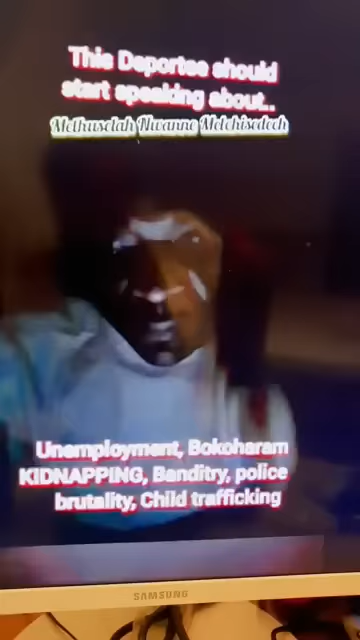 This Deportee should
start speaking about..
Methuselah Nwanne Melchisedech
Unemployment, Bokoharam
KIDNAPPING, Banditry, police
brutality, Child trafficking
SAMSUNG